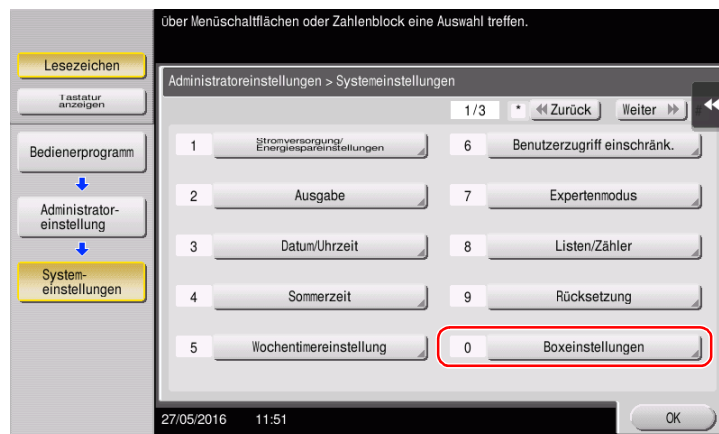 über Menüschaltflächen oder Zahlenblock eine Auswahl treffen.
Lesezeichen
Tastatur
anzeigen
Bedienerprogramm
Administrator-
einstellung
System-
einstellungen
Administratoreinstellungen > Systemeinstellungen
1/3 * Zurück Weiter
1 Stromversorgung/
Energiespareinstellungen
2 Ausgabe
3 Datum/Uhrzeit
4 Sommerzeit
5 Wochentimereinstellung
6 Benutzerzugriff einschränk.
7 Expertenmodus
8 Listen/Zähler
9 Rücksetzung
0 Boxeinstellungen
27/05/2016 11:51
OK